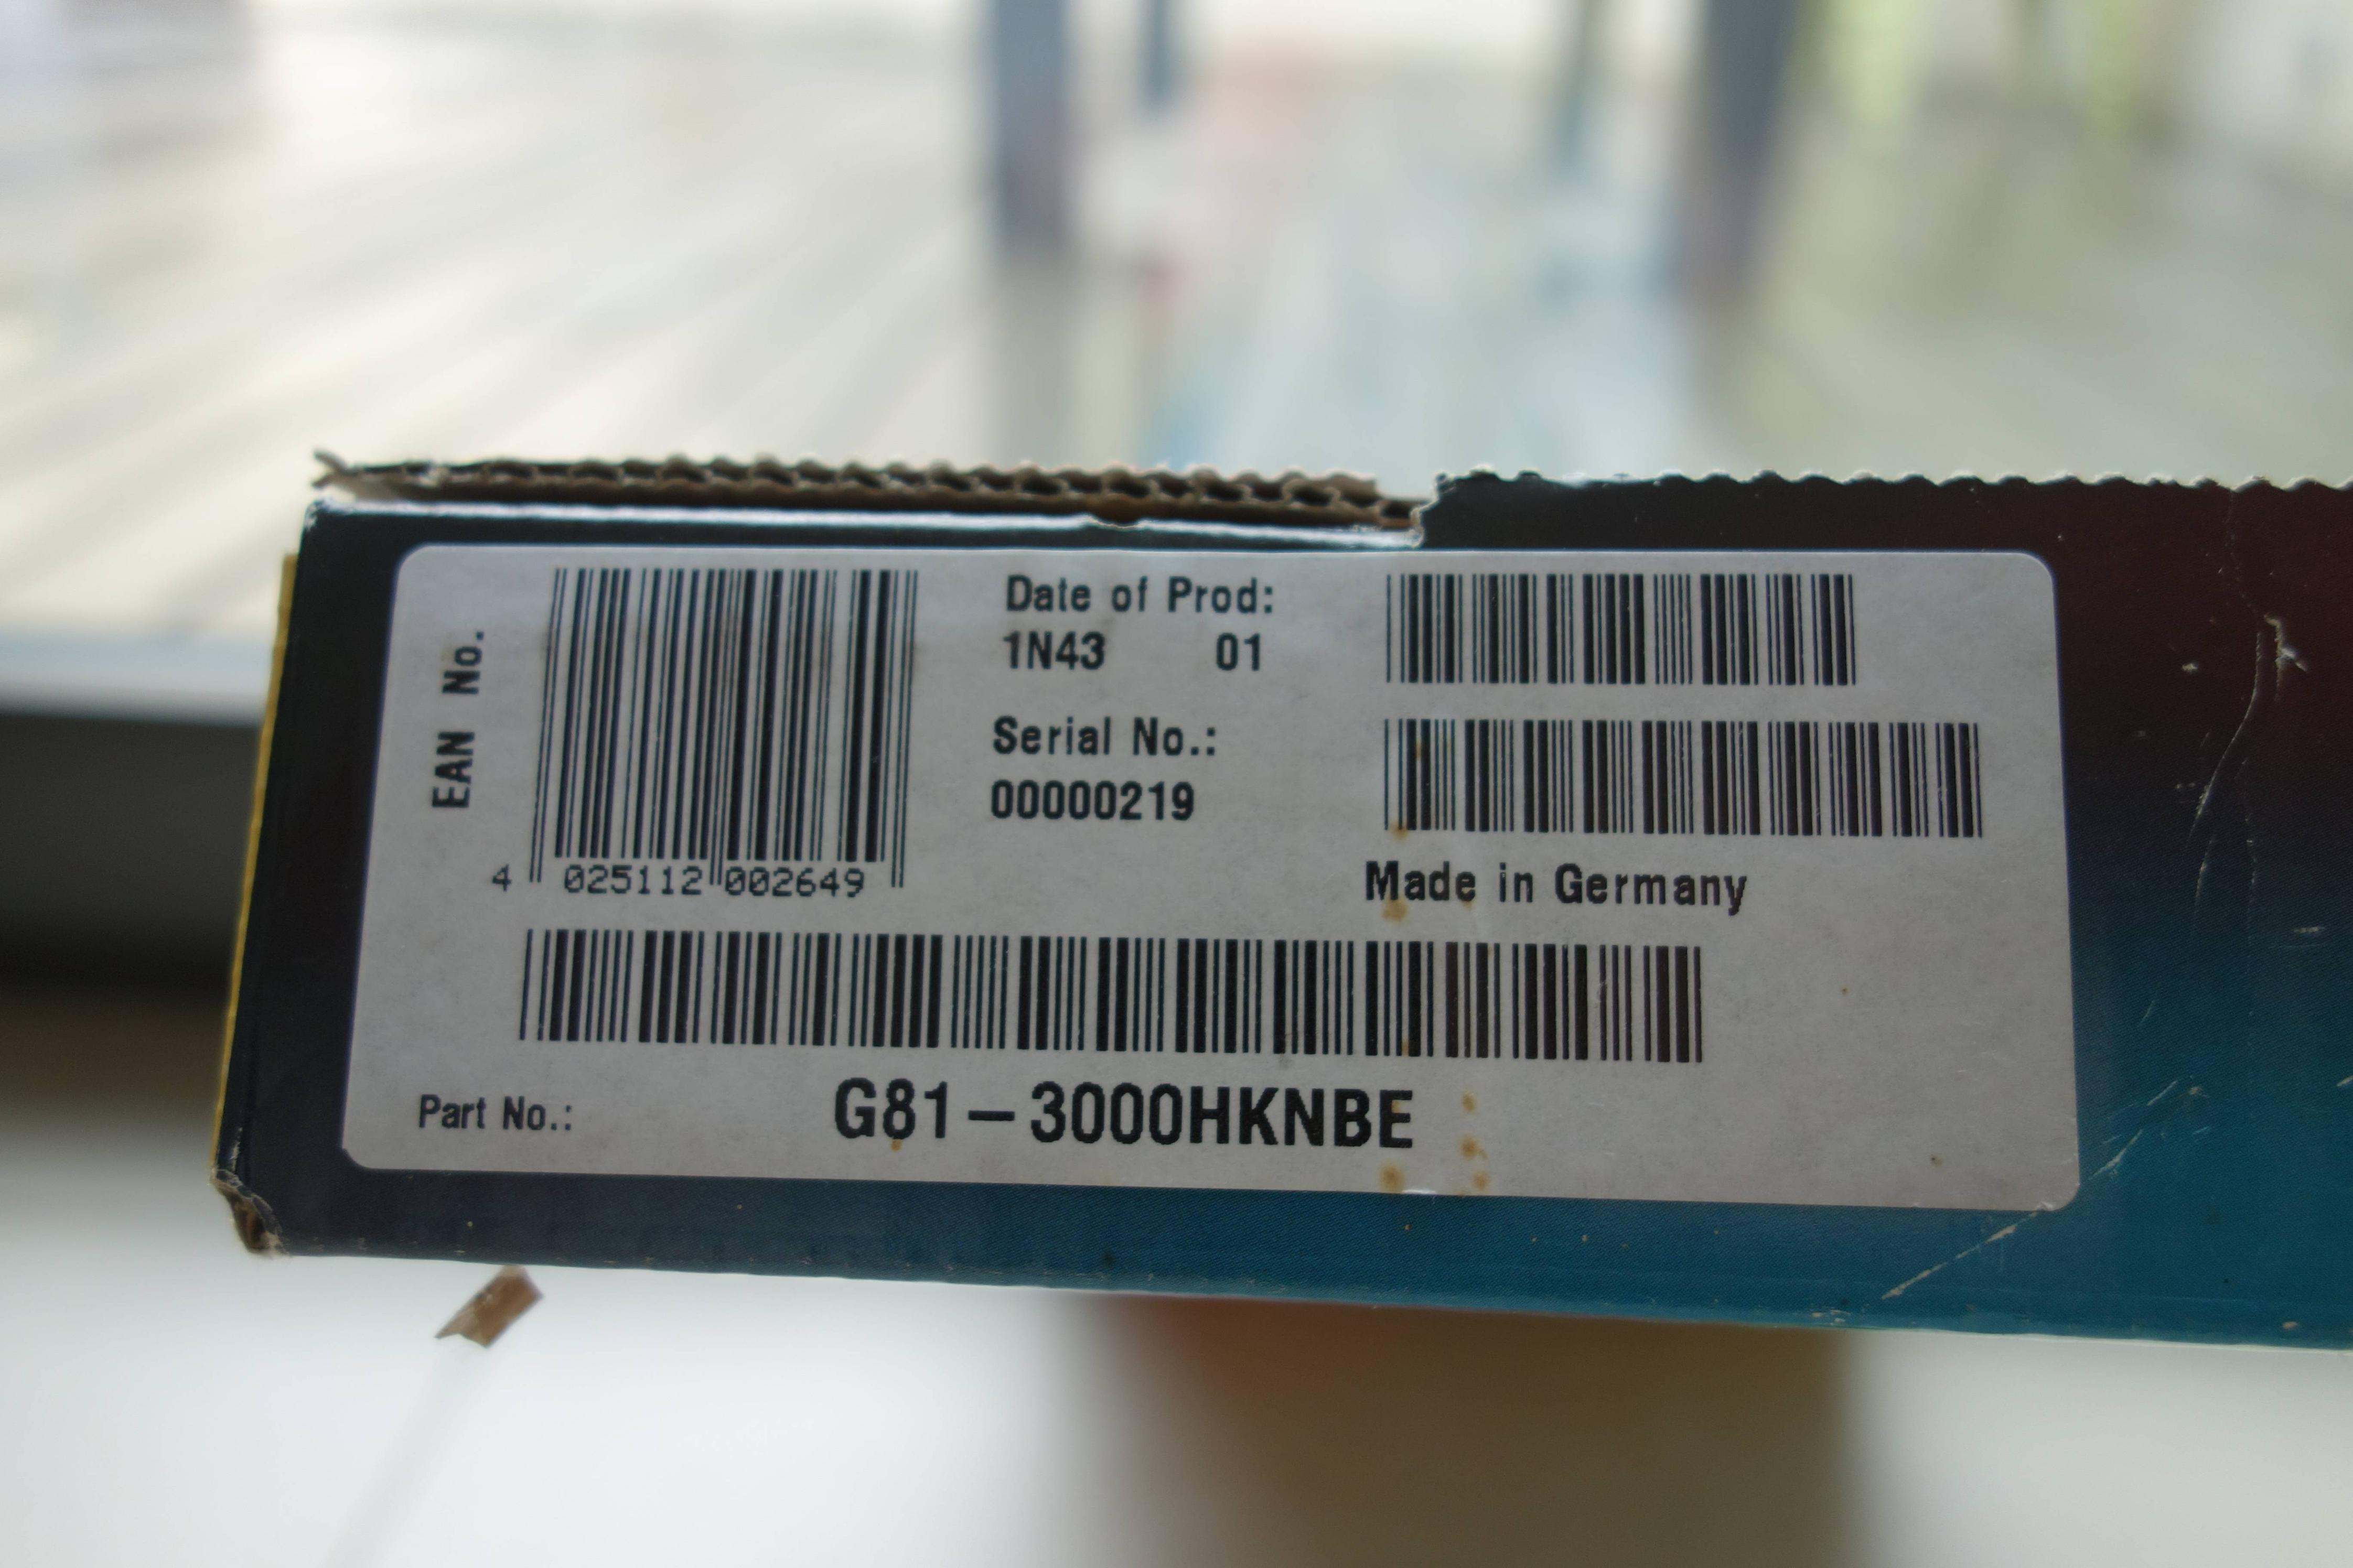 EAN No.
4 025112 002649
Date of Prod:
1N43 01
Serial No.:
00000219
Made in Germany
Part No.: G81-3000HKNBE